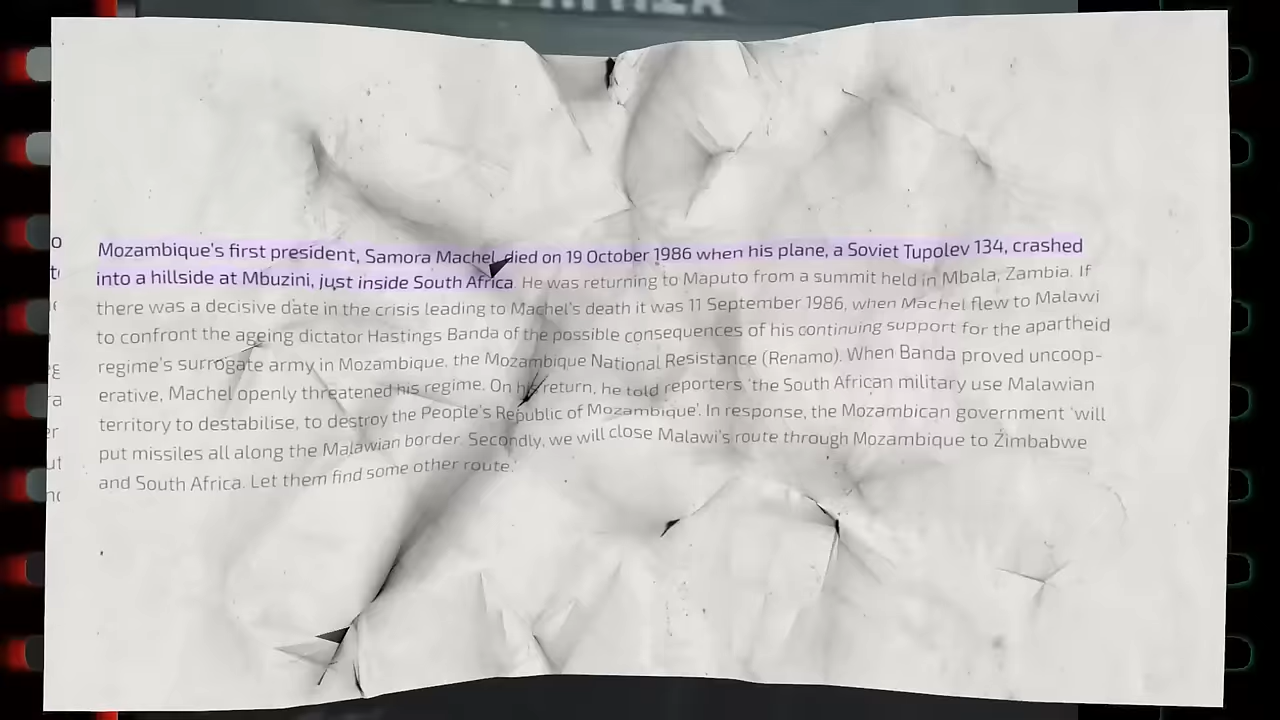 Mozambique's first president, Samora Machel, died on 19 October 1986 when his plane, a Soviet Tupolev 134, crashed
into a hillside at Mbuzini, just inside South Africa. He was returning to Maputo from a summit held in Mbala, Zambia. If
there was a decisive date in the crisis leading to Machel's death it was 11 September 1986, when Machel flew to Malawi
to confront the ageing dictator Hastings Banda of the possible consequences of his continuing support for the apartheid
regime's surrogate army in Mozambique, the Mozambique National Resistance (Renamo). When Banda proved uncoop-
erative, Machel openly threatened his regime. On his return, he told reporters 'the South African military use Malawian
territory to destabilise, to destroy the People's Republic of Mozambique'. In response, the Mozambican government 'will
put missiles all along the Malawian border. Secondly, we will close Malawi's route through Mozambique to Zimbabwe
and South Africa. Let them find some other route.'